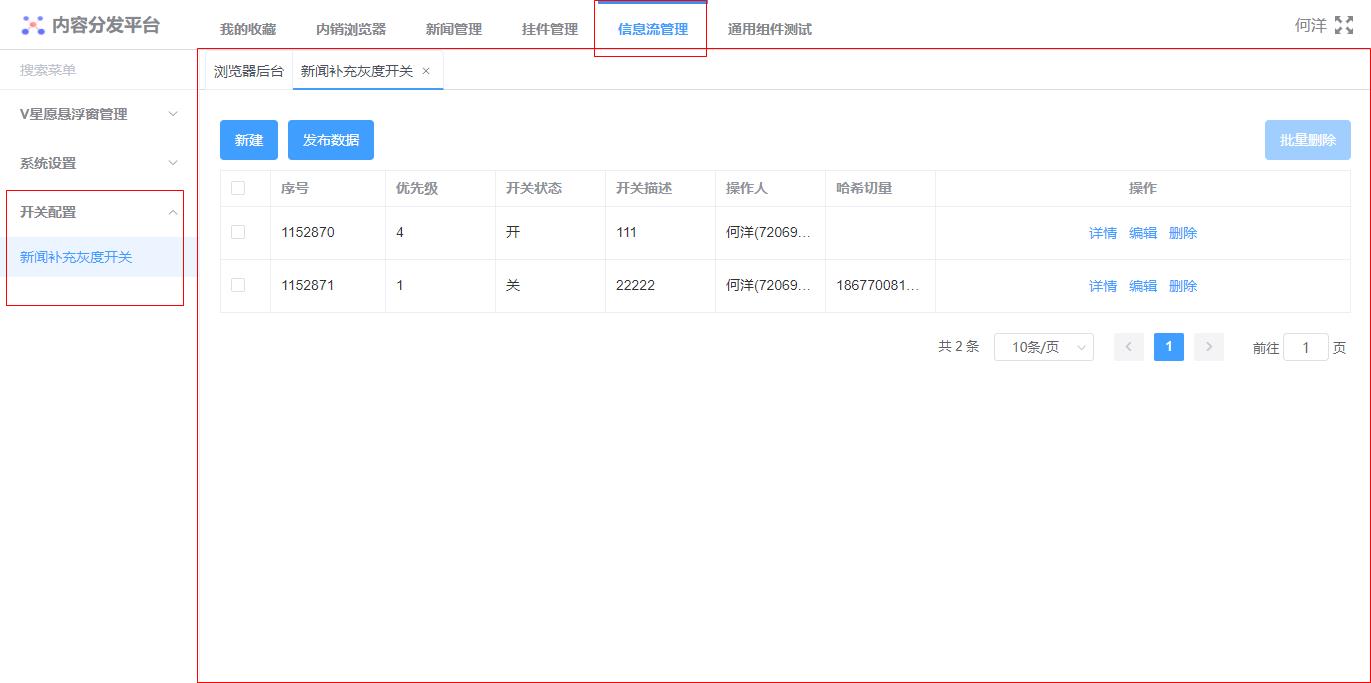 内容分发平台
我的收藏 内销浏览器 新闻管理 挂件管理 信息流管理 通用组件测试
何洋
搜索菜单
V星愿悬浮窗管理
系统设置
开关配置
新闻补充灰度开关
浏览器后台 新闻补充灰度开关 ×
新建 发布数据 批量删除
序号 优先级 开关状态 开关描述 操作人 哈希切量 操作
1152870 4 开 111 何洋(72069... 详情 编辑 删除
1152871 1 关 22222 何洋(72069... 186770081... 详情 编辑 删除
共 2 条 10条/页 1 前往 1 页